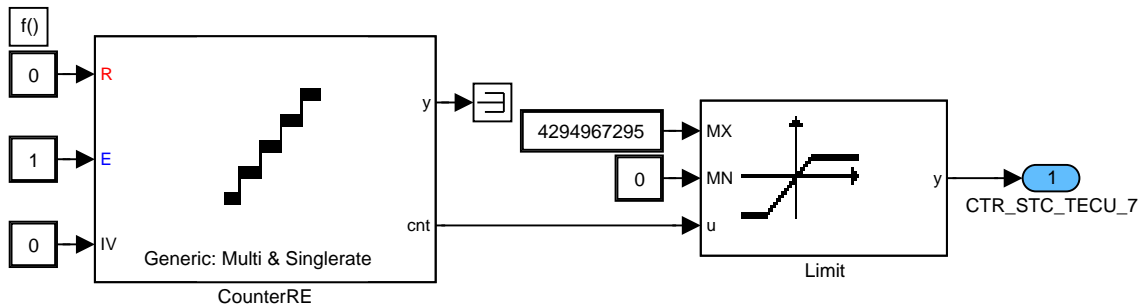 f()
0
R
1
E
0
IV
y
cnt
Generic: Multi & Singlerate
CounterRE
4294967295
MX
0
MN
u
y
Limit
1
CTR_STC_TECU_7